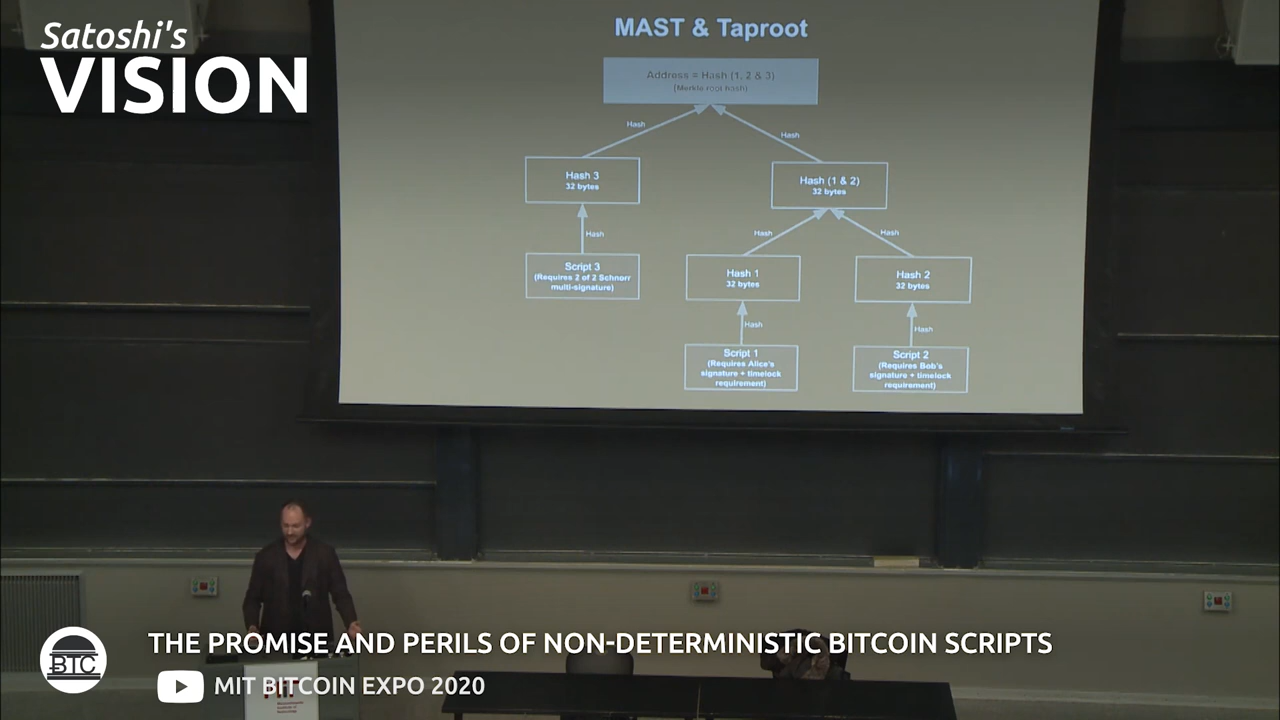 Satoshi's
VISION
MAST & Taproot
Address = Hash (1, 2 & 3)
(Merkle root hash)
Hash
Hash
Hash 3
32 bytes
Hash (1 & 2)
32 bytes
Hash
Hash
Hash
Script 3
(Requires 2 of 2 Schnorr
multi-signature)
Hash 1
32 bytes
Hash 2
32 bytes
Hash
Hash
Script 1
(Requires Alice's
signature + timelock
requirement)
Script 2
(Requires Bob's
signature + timelock
requirement)
BTC
THE PROMISE AND PERILS OF NON-DETERMINISTIC BITCOIN SCRIPTS
MIT BITCOIN EXPO 2020
MIT